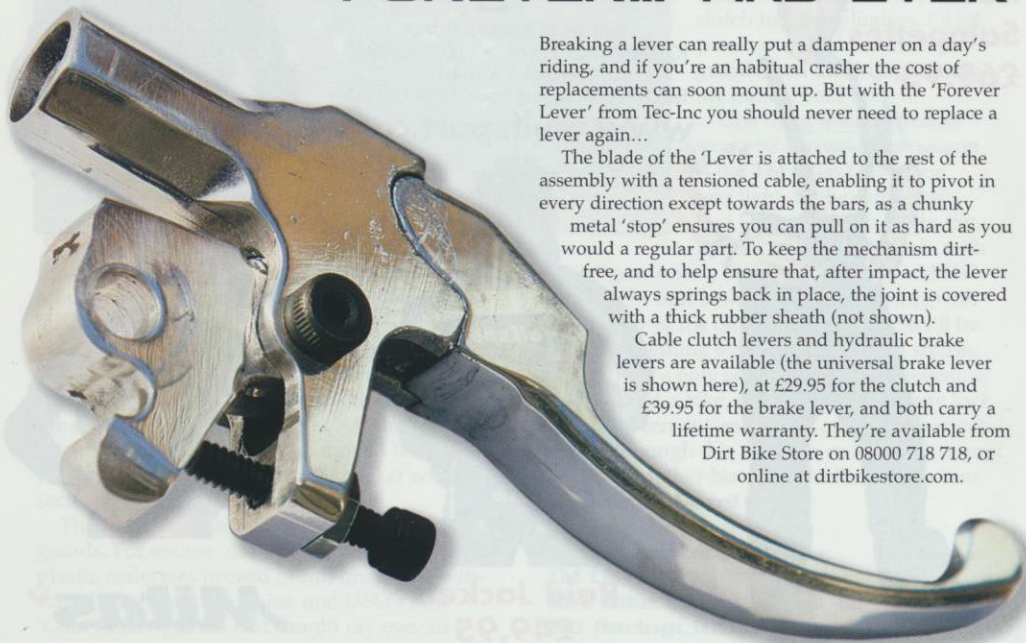 Breaking a lever can really put a dampener on a day's
riding, and if you're an habitual crasher the cost of
replacements can soon mount up. But with the 'Forever
Lever' from Tec-Inc you should never need to replace a
lever again…
The blade of the 'Lever is attached to the rest of the
assembly with a tensioned cable, enabling it to pivot in
every direction except towards the bars, as a chunky
metal 'stop' ensures you can pull on it as hard as you
would a regular part. To keep the mechanism dirt-
free, and to help ensure that, after impact, the lever
always springs back in place, the joint is covered
with a thick rubber sheath (not shown).
Cable clutch levers and hydraulic brake
levers are available (the universal brake lever
is shown here), at £29.95 for the clutch and
£39.95 for the brake lever, and both carry a
lifetime warranty. They're available from
Dirt Bike Store on 08000 718 718, or
online at dirtbikestore.com.